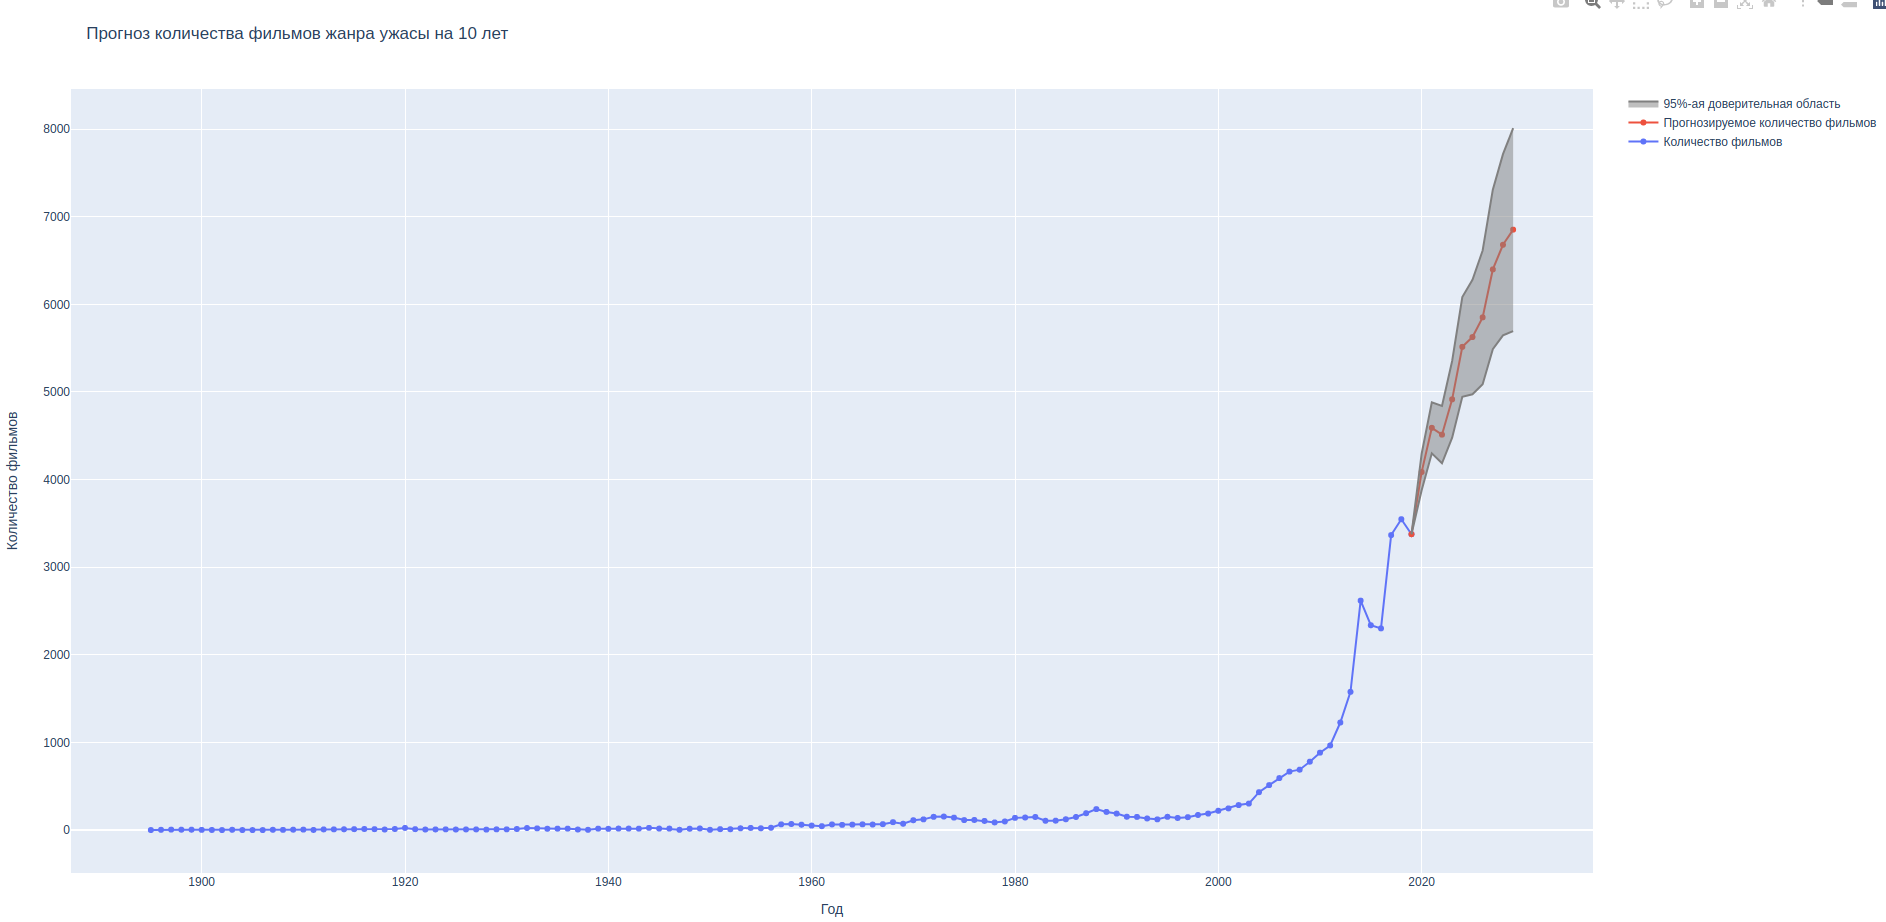 Прогноз количества фильмов жанра ужасы на 10 лет
95%-ая доверительная область
Прогнозируемое количество фильмов
Количество фильмов
8000
7000
6000
5000
4000
3000
2000
1000
0
Количество фильмов
1900
1920
1940
1960
1980
2000
2020
Год